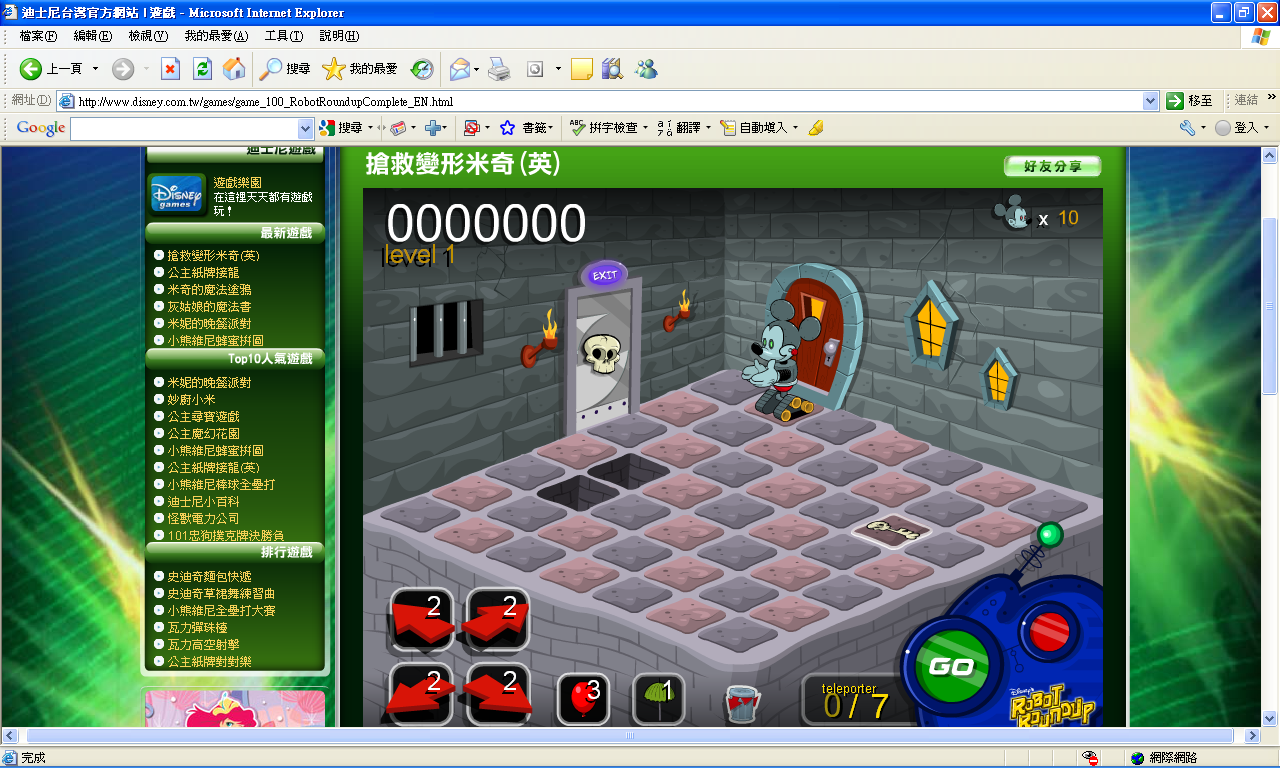 迪士尼台灣官方網站 | 遊戲 - Microsoft Internet Explorer
檔案(F) 編輯(E) 檢視(V) 我的最愛(A) 工具(T) 說明(H)
上一頁 搜尋 我的最愛
網址(D) http://www.disney.com.tw/games/game_100_RobotRoundupComplete_EN.html 移至 連結 »
Google 搜尋 書籤 ABC 拼字檢查 翻譯 自動填入 登入
迪士尼遊戲
Disney games
遊戲樂園
在這裡天天都有遊戲
玩!
最新遊戲
搶救變形米奇(英)
公主紙牌接龍
米奇的魔法塗鴉
灰姑娘的魔法書
米妮的晚餐派對
小熊維尼蜂蜜拼圖
Top10人氣遊戲
米妮的晚餐派對
妙廚小米
公主尋寶遊戲
公主魔幻花園
小熊維尼蜂蜜拼圖
公主紙牌接龍(英)
小熊維尼棒球全壘打
迪士尼小百科
怪獸電力公司
101忠狗撲克牌決勝負
排行遊戲
史迪奇麵包快遞
史迪奇草裙舞練習曲
小熊維尼全壘打大賽
瓦力彈珠檯
瓦力高空射擊
公主紙牌對對樂
搶救變形米奇(英)
好友分享
0000000
level 1
x 10
EXIT
2 2
2 2 3 1
teleporter
0 / 7
GO
Disney's
ROBOT
ROUNDUP
完成 網際網路